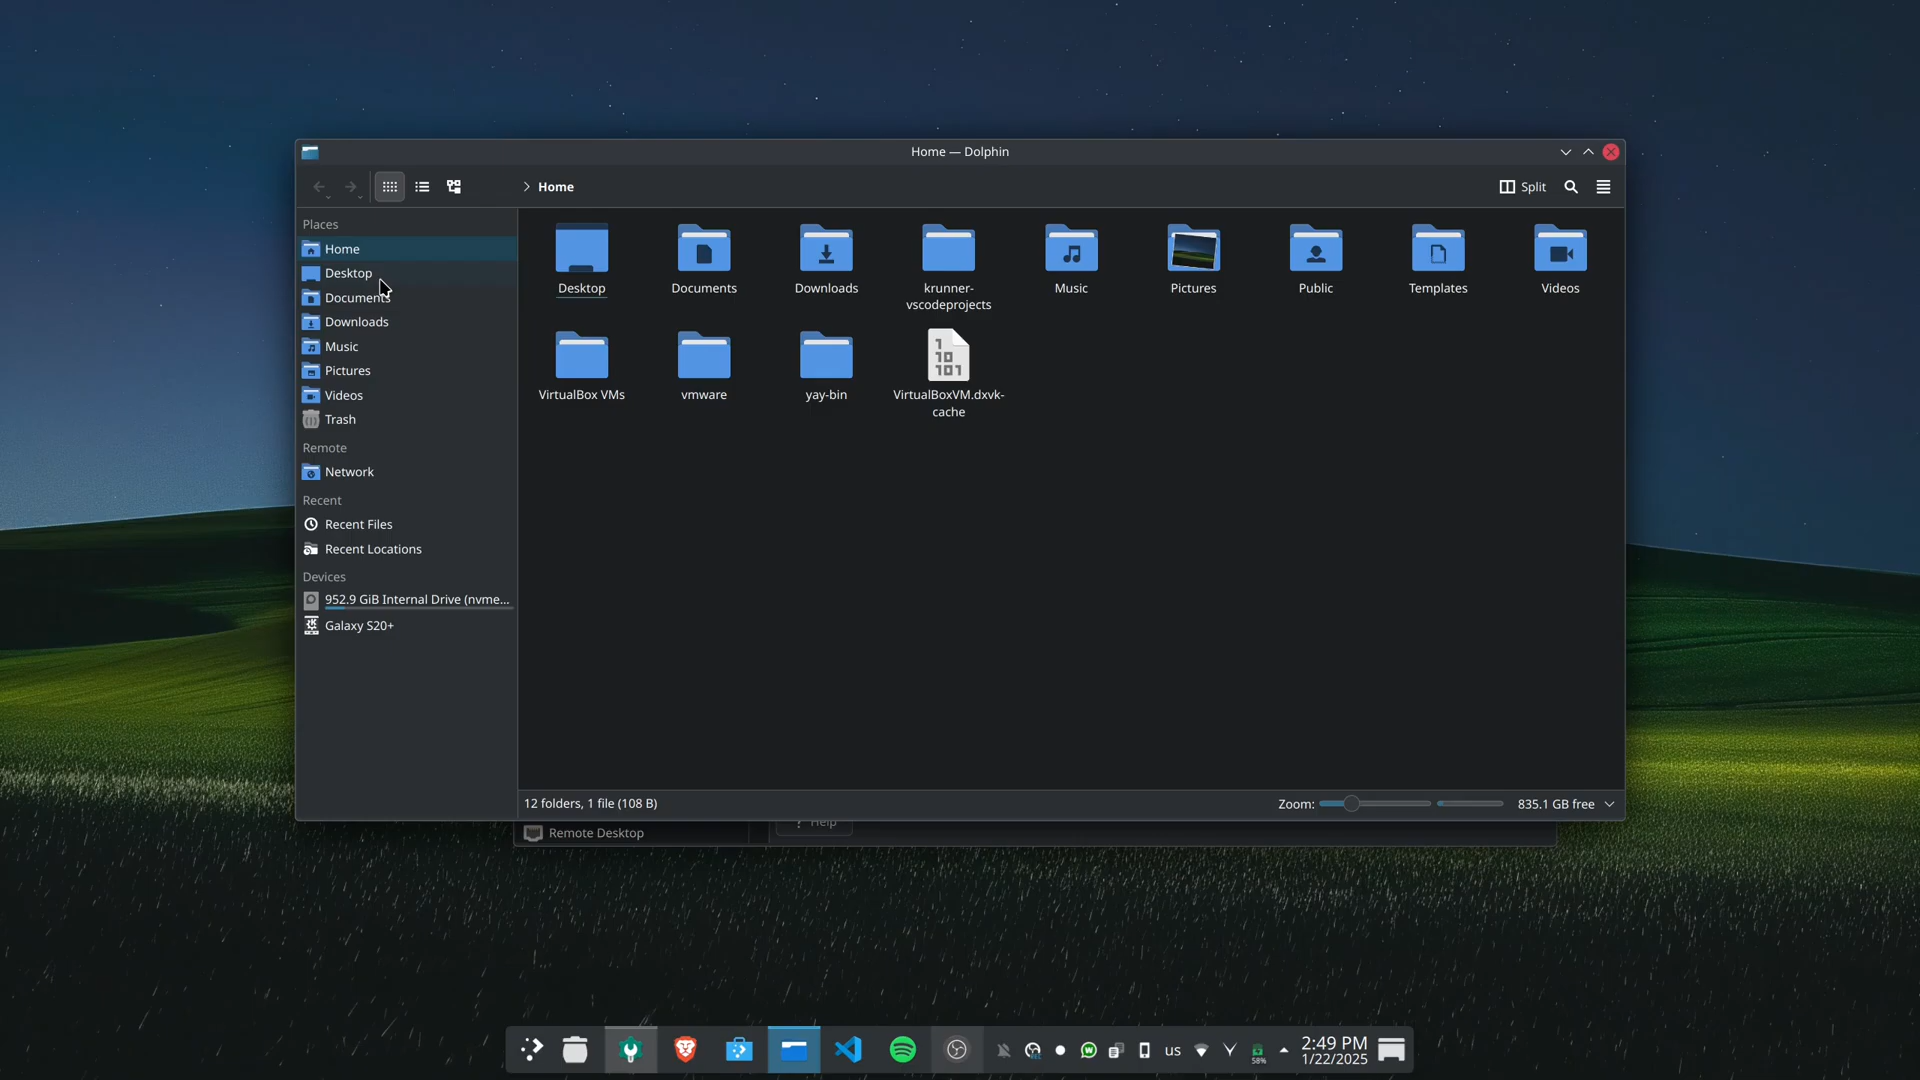 Home — Dolphin
Home
Split
Places
Home
Desktop
Documents
Downloads
Music
Pictures
Videos
Trash
Remote
Network
Recent
Recent Files
Recent Locations
Devices
952.9 GiB Internal Drive (nvme...
Galaxy S20+
Desktop
Documents
Downloads
krunner-
vscodeprojects
Music
Pictures
Public
Templates
Videos
VirtualBox VMs
vmware
yay-bin
1
10
101
VirtualBoxVM.dxvk-
cache
12 folders, 1 file (108 B)
Zoom:
835.1 GB free
Remote Desktop
? Help
us
58%
2:49 PM
1/22/2025